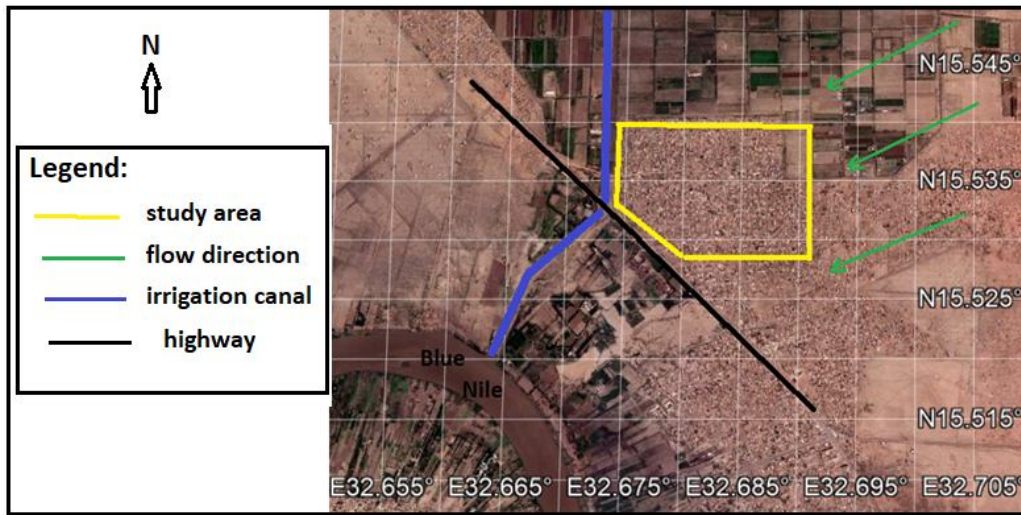 N
Legend:
study area
flow direction
irrigation canal
highway
Blue
Nile
N15.545°
N15.535°
N15.525°
N15.515°
E32.655° E32.665° E32.675° E32.685° E32.695° E32.705°